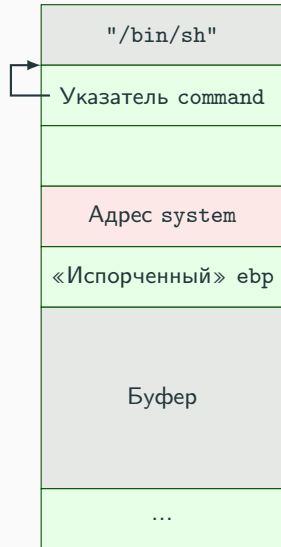 "/bin/sh"
Указатель command
Адрес system
«Испорченный» ebp
Буфер
...